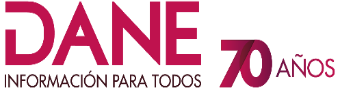 DANE
INFORMACIÓN PARA TODOS
70 AÑOS